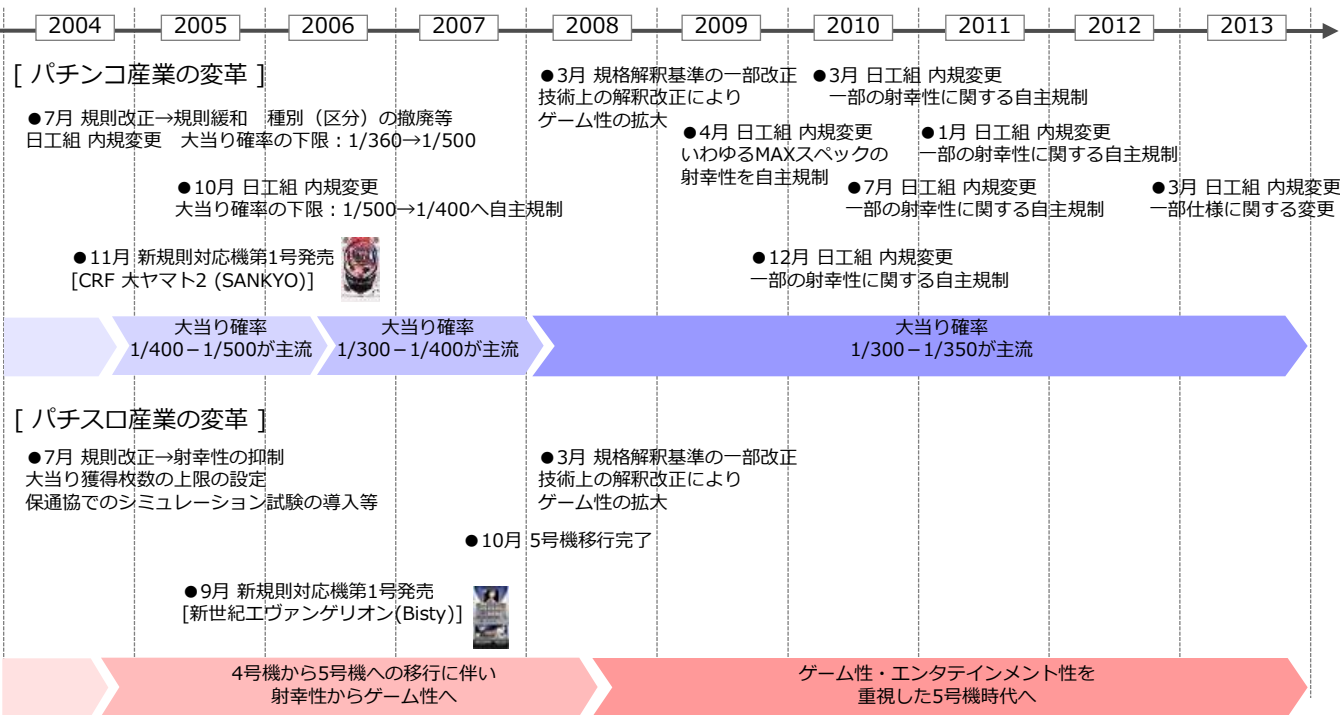 2004 2005 2006 2007 2008 2009 2010 2011 2012 2013
[ パチンコ産業の変革 ]
●7月 規則改正→規則緩和　種別（区分）の撤廃等
日工組 内規変更　大当り確率の下限：1/360→1/500
●10月 日工組 内規変更
大当り確率の下限：1/500→1/400へ自主規制
●11月 新規則対応機第1号発売
[CRF 大ヤマト2 (SANKYO)]
●3月 規格解釈基準の一部改正
技術上の解釈改正により
ゲーム性の拡大
●4月 日工組 内規変更
いわゆるMAXスペックの
射幸性を自主規制
●12月 日工組 内規変更
一部の射幸性に関する自主規制
●3月 日工組 内規変更
一部の射幸性に関する自主規制
●7月 日工組 内規変更
一部の射幸性に関する自主規制
●1月 日工組 内規変更
一部の射幸性に関する自主規制
●3月 日工組 内規変更
一部仕様に関する変更
大当り確率
1/400－1/500が主流
大当り確率
1/300－1/400が主流
大当り確率
1/300－1/350が主流
[ パチスロ産業の変革 ]
●7月 規則改正→射幸性の抑制
大当り獲得枚数の上限の設定
保通協でのシミュレーション試験の導入等
●3月 規格解釈基準の一部改正
技術上の解釈改正により
ゲーム性の拡大
●10月 5号機移行完了
●9月 新規則対応機第1号発売
[新世紀エヴァンゲリオン(Bisty)]
4号機から5号機への移行に伴い
射幸性からゲーム性へ
ゲーム性・エンタテインメント性を
重視した5号機時代へ